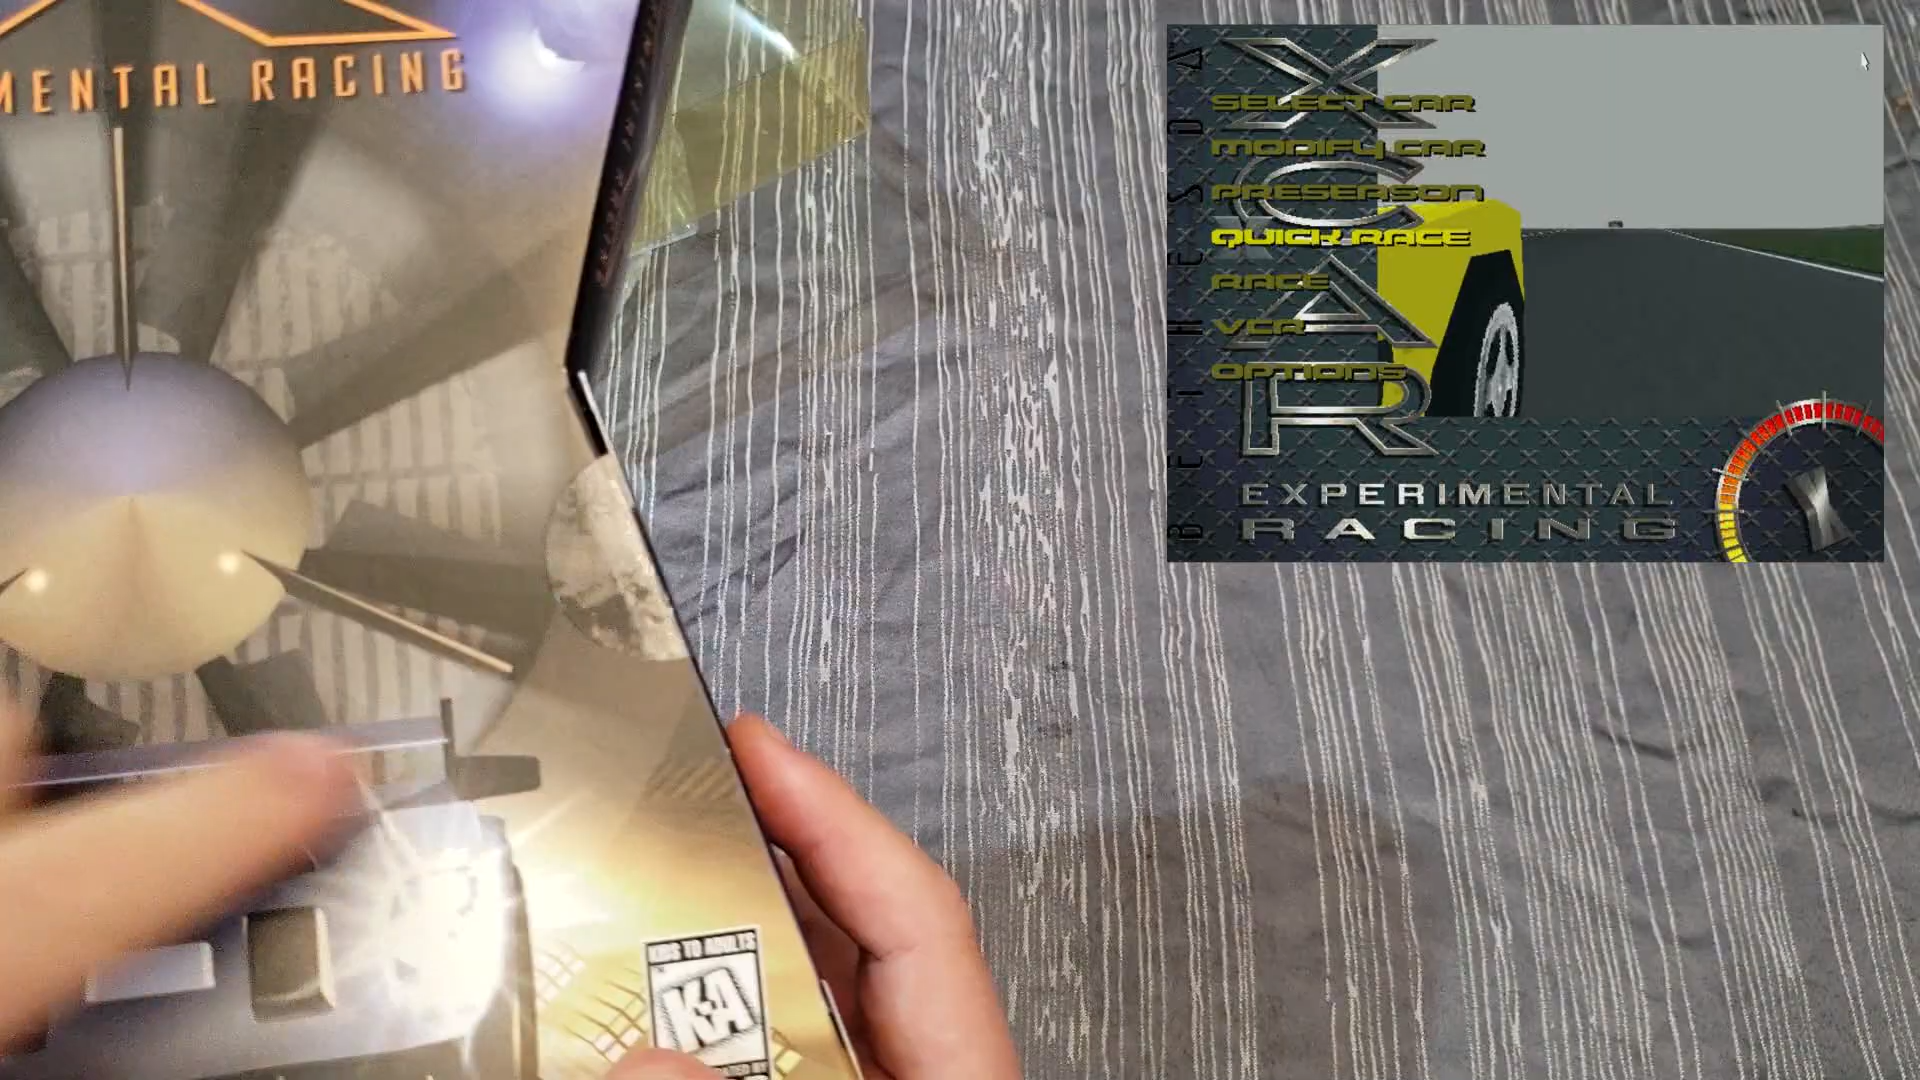 MENTAL RACING
KIDS TO ADULTS
KA
XCAR
SELECT CAR
MODIFY CAR
PRESEASON
QUICK RACE
RACE
VCR
OPTIONS
EXPERIMENTAL
RACING
BETHESDA
X